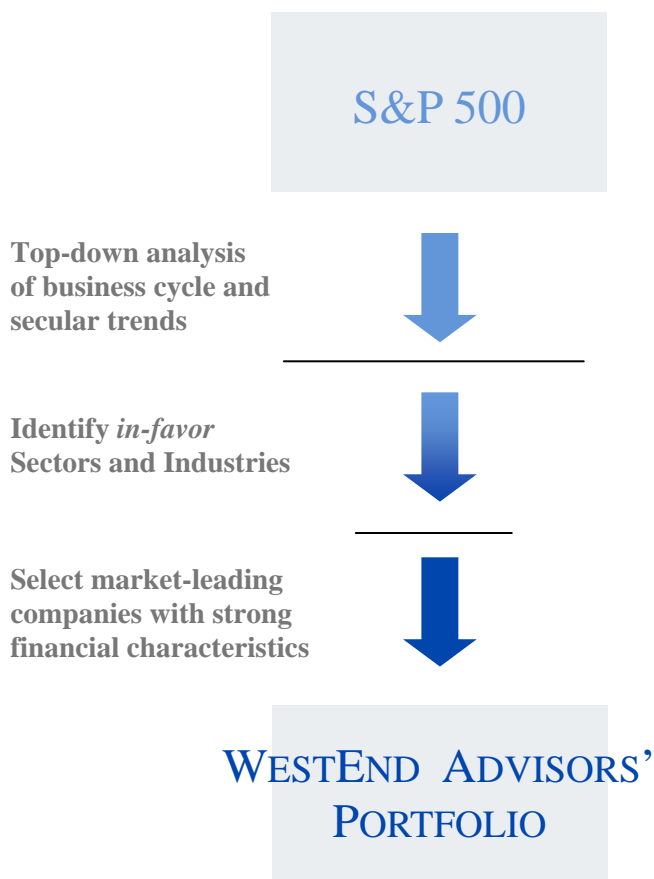 S&P 500
Top-down analysis
of business cycle and
secular trends
Identify in-favor
Sectors and Industries
Select market-leading
companies with strong
financial characteristics
WESTEND ADVISORS'
PORTFOLIO